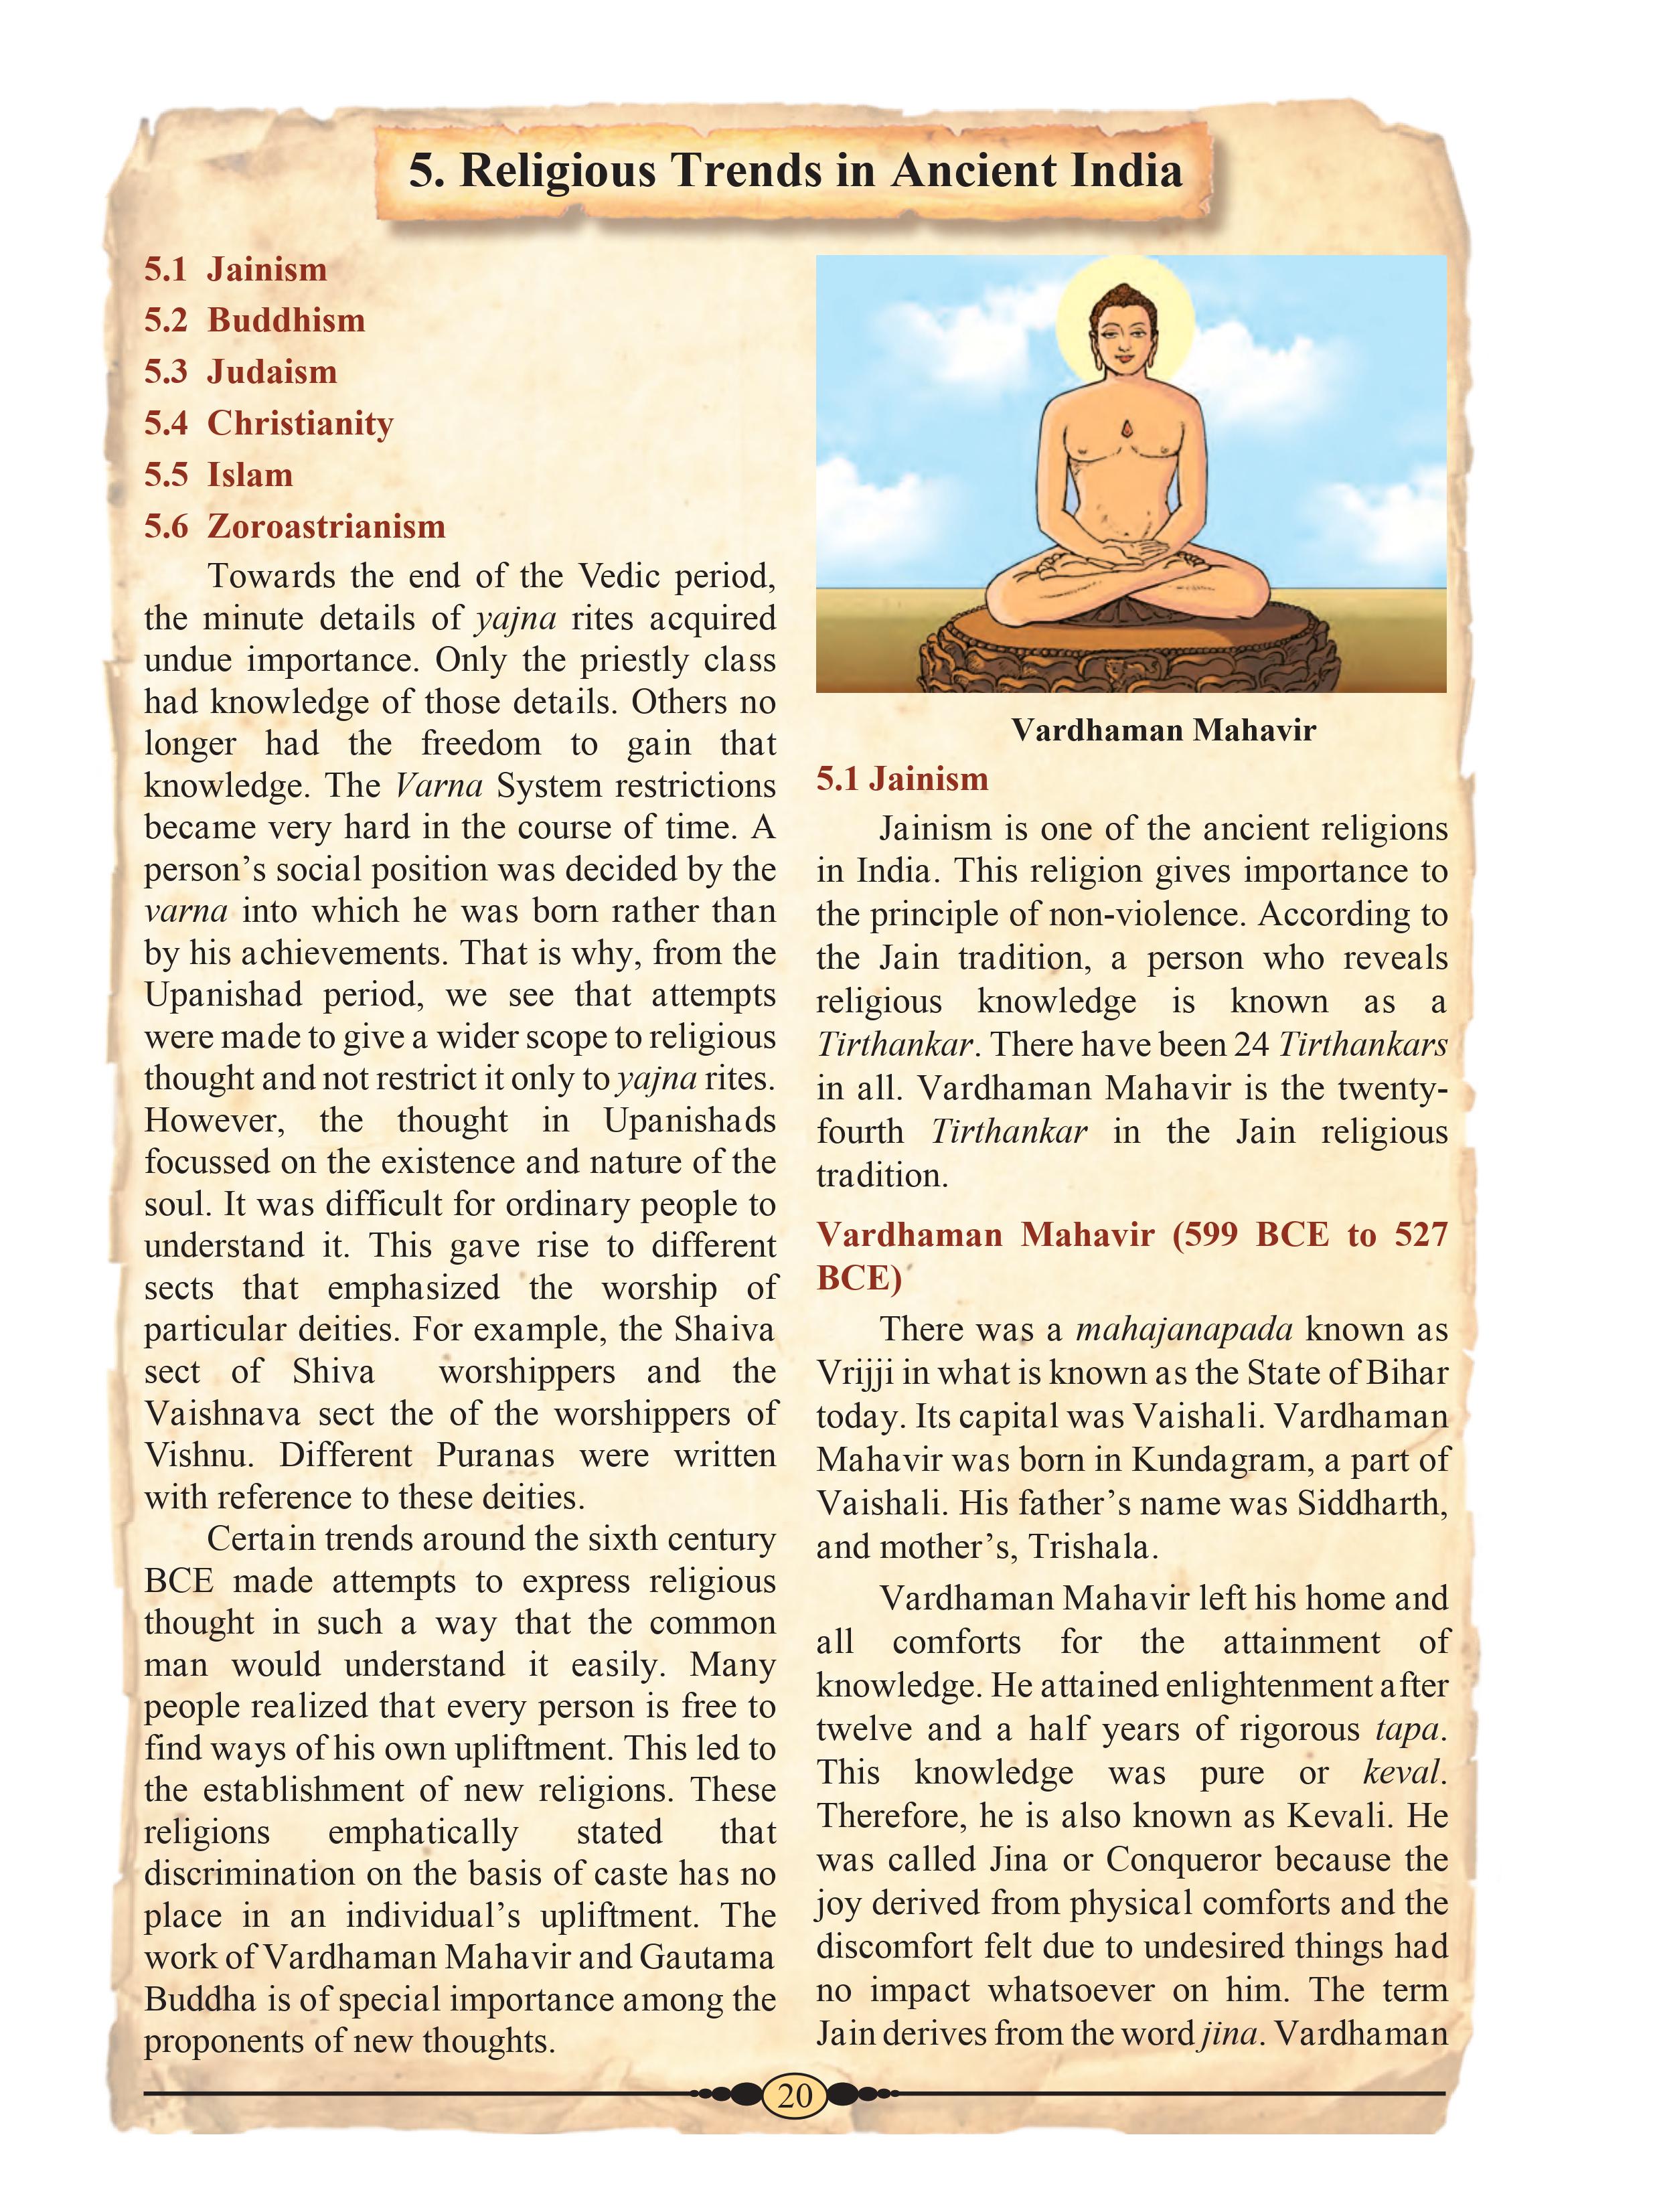 5. Religious Trends in Ancient India
5.1 Jainism
5.2 Buddhism
5.3 Judaism
5.4 Christianity
5.5 Islam
5.6 Zoroastrianism
Towards the end of the Vedic period,
the minute details of yajna rites acquired
undue importance. Only the priestly class
had knowledge of those details. Others no
longer had the freedom to gain that
knowledge. The Varna System restrictions
became very hard in the course of time. A
person’s social position was decided by the
varna into which he was born rather than
by his achievements. That is why, from the
Upanishad period, we see that attempts
were made to give a wider scope to religious
thought and not restrict it only to yajna rites.
However, the thought in Upanishads
focussed on the existence and nature of the
soul. It was difficult for ordinary people to
understand it. This gave rise to different
sects that emphasized the worship of
particular deities. For example, the Shaiva
sect of Shiva worshippers and the
Vaishnava sect the of the worshippers of
Vishnu. Different Puranas were written
with reference to these deities.
Certain trends around the sixth century
BCE made attempts to express religious
thought in such a way that the common
man would understand it easily. Many
people realized that every person is free to
find ways of his own upliftment. This led to
the establishment of new religions. These
religions emphatically stated that
discrimination on the basis of caste has no
place in an individual’s upliftment. The
work of Vardhaman Mahavir and Gautama
Buddha is of special importance among the
proponents of new thoughts.
Vardhaman Mahavir
5.1 Jainism
Jainism is one of the ancient religions
in India. This religion gives importance to
the principle of non-violence. According to
the Jain tradition, a person who reveals
religious knowledge is known as a
Tirthankar. There have been 24 Tirthankars
in all. Vardhaman Mahavir is the twenty-
fourth Tirthankar in the Jain religious
tradition.
Vardhaman Mahavir (599 BCE to 527
BCE)
There was a mahajanapada known as
Vrijji in what is known as the State of Bihar
today. Its capital was Vaishali. Vardhaman
Mahavir was born in Kundagram, a part of
Vaishali. His father’s name was Siddharth,
and mother’s, Trishala.
Vardhaman Mahavir left his home and
all comforts for the attainment of
knowledge. He attained enlightenment after
twelve and a half years of rigorous tapa.
This knowledge was pure or keval.
Therefore, he is also known as Kevali. He
was called Jina or Conqueror because the
joy derived from physical comforts and the
discomfort felt due to undesired things had
no impact whatsoever on him. The term
Jain derives from the word jina. Vardhaman
20